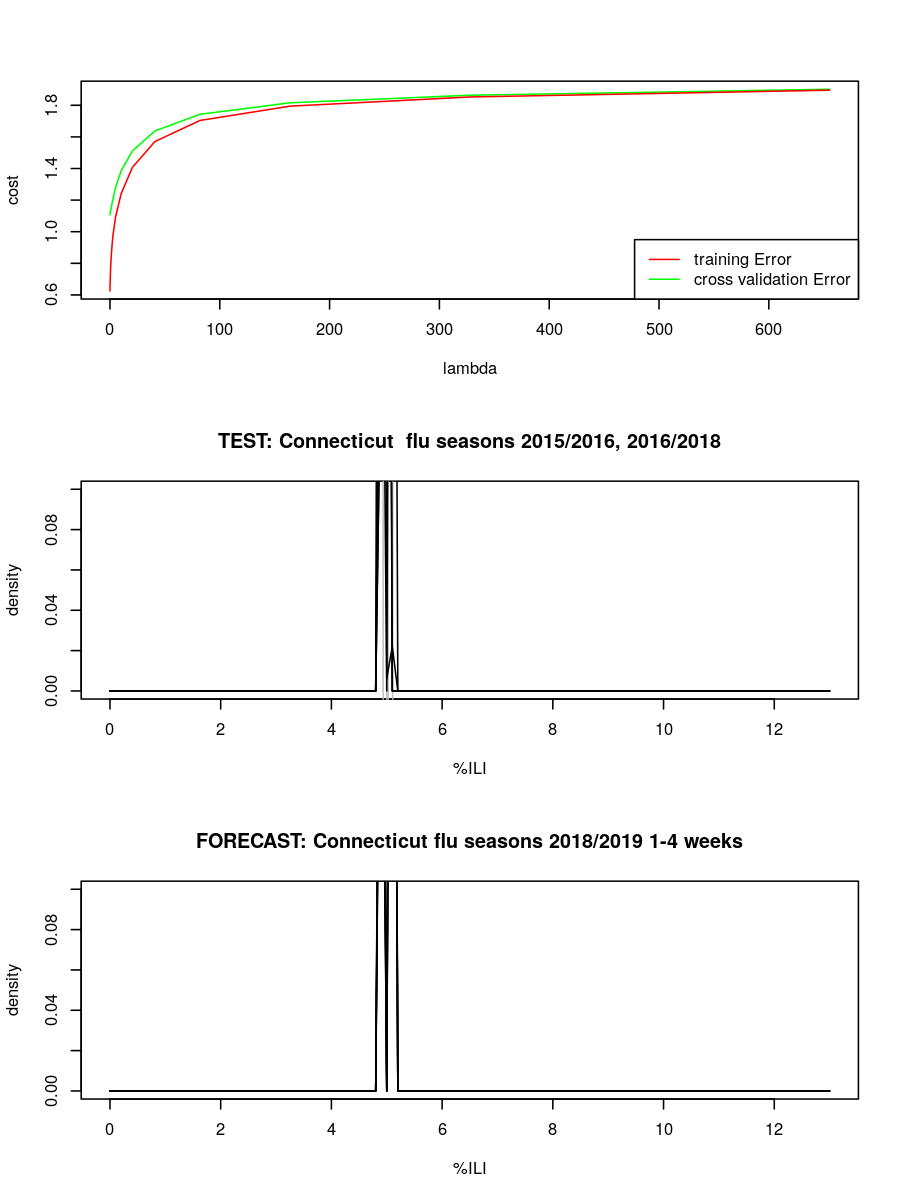 cost
0.6 1.0 1.4 1.8
training Error
cross validation Error
0 100 200 300 400 500 600
lambda
TEST: Connecticut  flu seasons 2015/2016, 2016/2018
density
0.00 0.04 0.08
0 2 4 6 8 10 12
%ILI
FORECAST: Connecticut flu seasons 2018/2019 1-4 weeks
density
0.00 0.04 0.08
0 2 4 6 8 10 12
%ILI